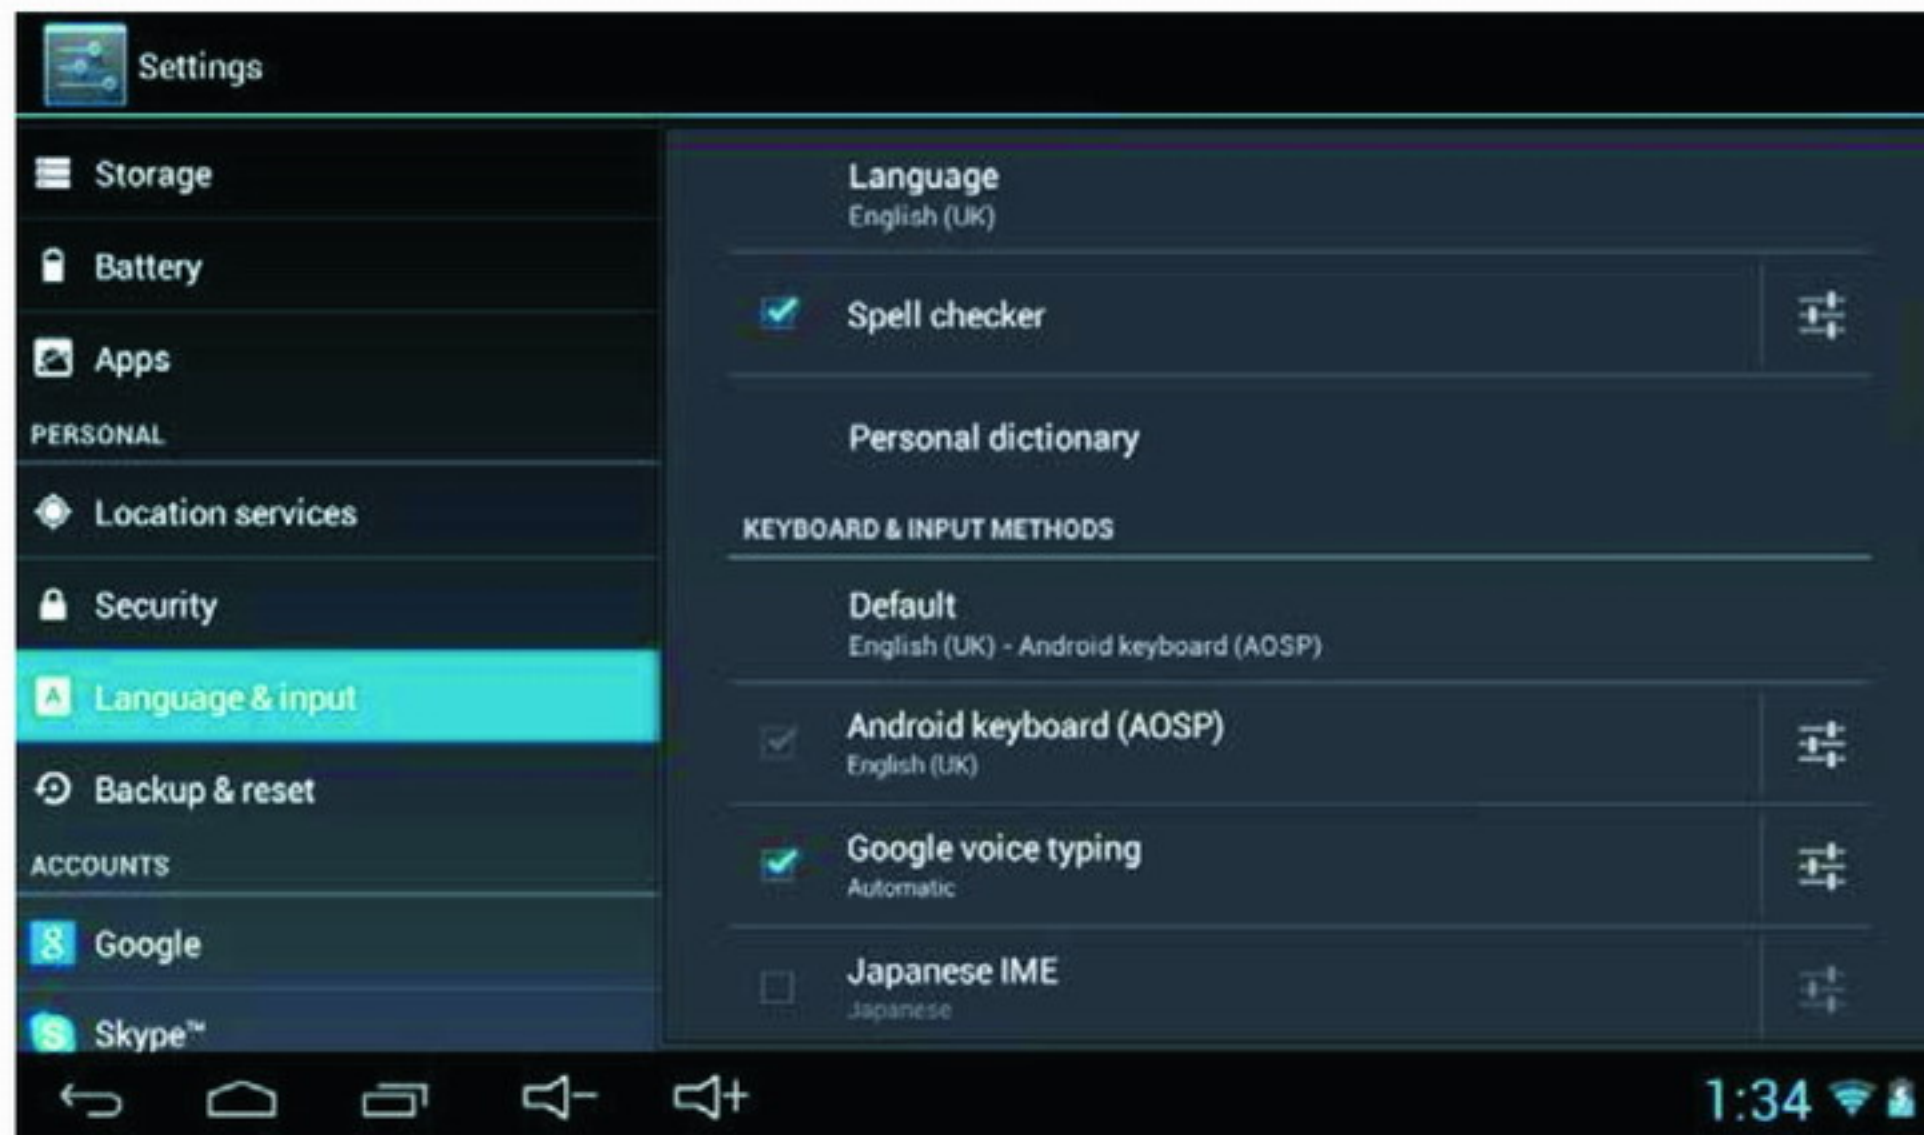 Settings
Storage
Battery
Apps
PERSONAL
Location services
Security
A Language & input
Backup & reset
ACCOUNTS
8 Google
S Skype™
Language
English (UK)
Spell checker
Personal dictionary
KEYBOARD & INPUT METHODS
Default
English (UK) - Android keyboard (AOSP)
Android keyboard (AOSP)
English (UK)
Google voice typing
Automatic
Japanese IME
Japanese
1:34